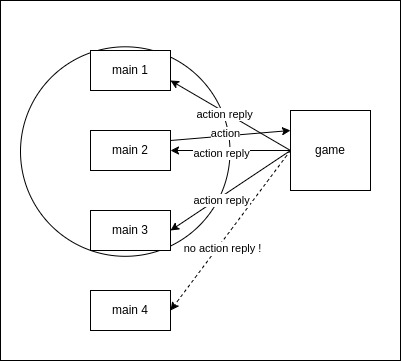 main 1
action reply
action
main 2
action reply
game
action reply
main 3
no action reply !
main 4